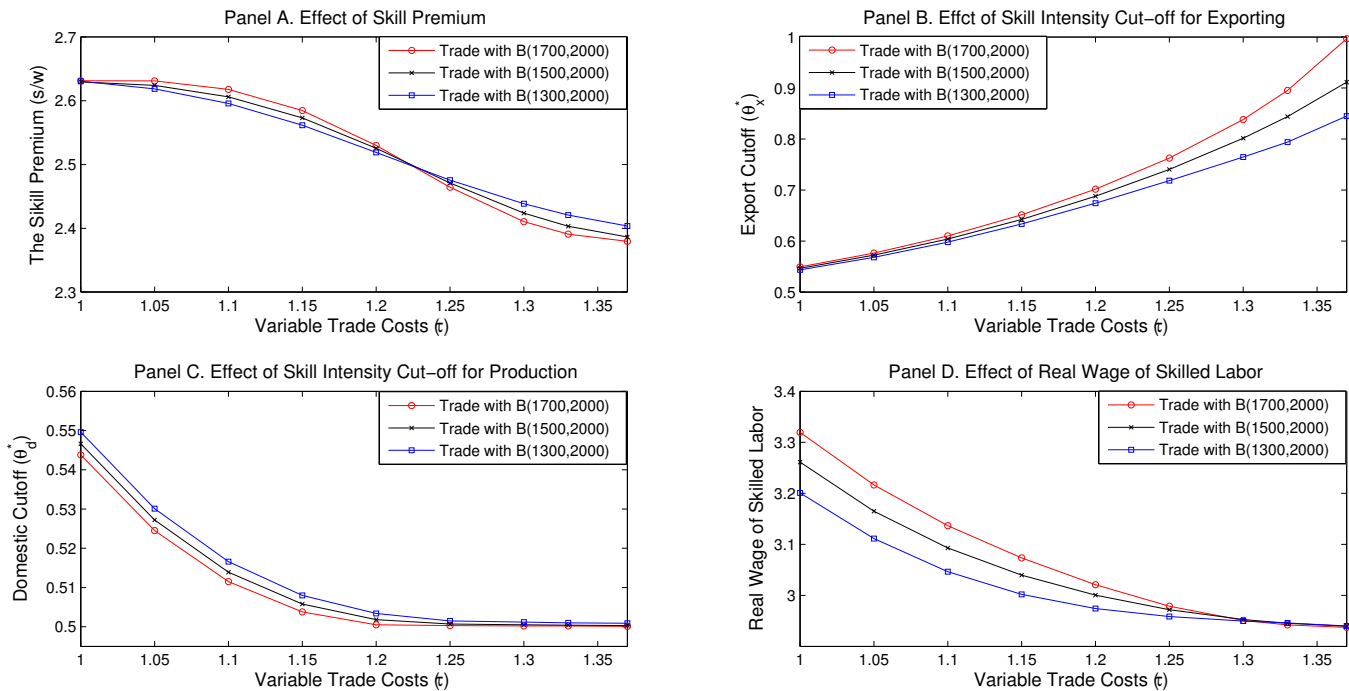 Panel A. Effect of Skill Premium
2.7
2.6
2.5
2.4
2.3
The Sikill Premium (s/w)
Trade with B(1700,2000)
Trade with B(1500,2000)
Trade with B(1300,2000)
1 1.05 1.1 1.15 1.2 1.25 1.3 1.35
Variable Trade Costs (τ)
Panel B. Effct of Skill Intensity Cut−off for Exporting
1
0.9
0.8
0.7
0.6
0.5
Export Cutoff (θ*x)
Trade with B(1700,2000)
Trade with B(1500,2000)
Trade with B(1300,2000)
1 1.05 1.1 1.15 1.2 1.25 1.3 1.35
Variable Trade Costs (τ)
Panel C. Effect of Skill Intensity Cut−off for Production
0.56
0.55
0.54
0.53
0.52
0.51
0.5
Domestic Cutoff (θ*d)
Trade with B(1700,2000)
Trade with B(1500,2000)
Trade with B(1300,2000)
1 1.05 1.1 1.15 1.2 1.25 1.3 1.35
Variable Trade Costs (τ)
Panel D. Effect of Real Wage of Skilled Labor
3.4
3.3
3.2
3.1
3
Real Wage of Skilled Labor
Trade with B(1700,2000)
Trade with B(1500,2000)
Trade with B(1300,2000)
1 1.05 1.1 1.15 1.2 1.25 1.3 1.35
Variable Trade Costs (τ)